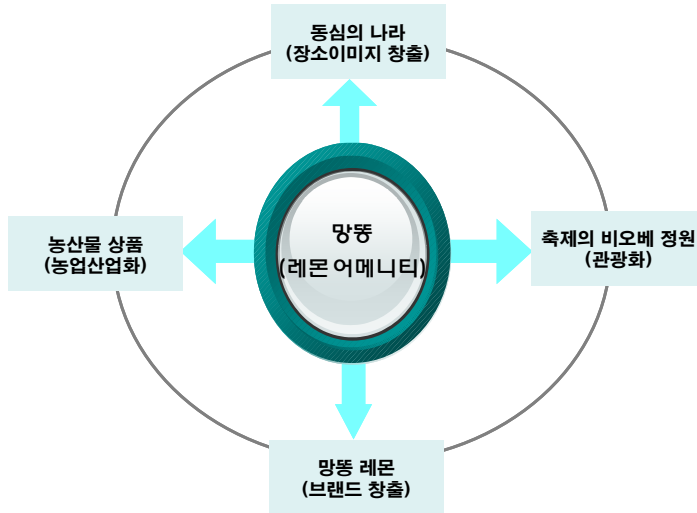 동심의 나라
(장소이미지 창출)
망똥
(레몬 어메니티)
농산물 상품
(농업산업화)
축제의 비오베 정원
(관광화)
망똥 레몬
(브랜드 창출)